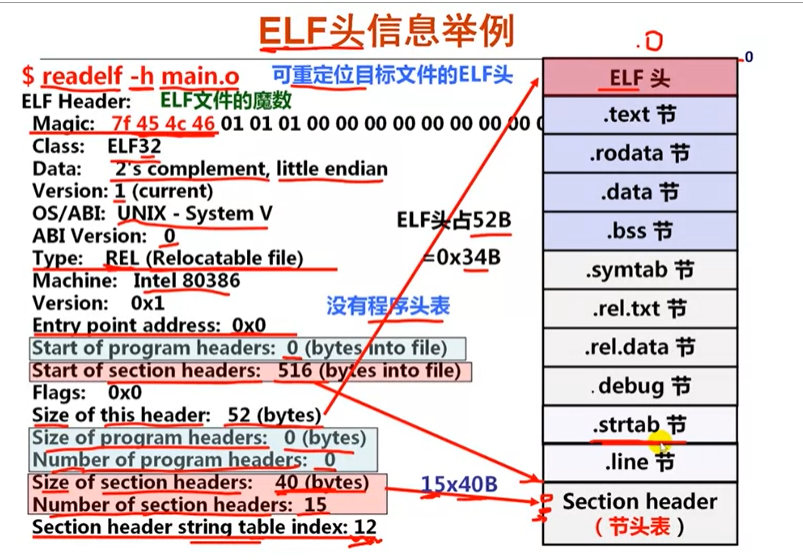 ELF头信息举例
$ readelf -h main.o 可重定位目标文件的ELF头
ELF Header: ELF文件的魔数
Magic: 7f 45 4c 46 01 01 01 00 00 00 00 00 00 00 00 0
Class: ELF32
Data: 2's complement, little endian
Version: 1 (current)
OS/ABI: UNIX - System V
ABI Version: 0
Type: REL (Relocatable file)
Machine: Intel 80386
Version: 0x1
Entry point address: 0x0
Start of program headers: 0 (bytes into file)
Start of section headers: 516 (bytes into file)
Flags: 0x0
Size of this header: 52 (bytes)
Size of program headers: 0 (bytes)
Number of program headers: 0
Size of section headers: 40 (bytes)
Number of section headers: 15
Section header string table index: 12
ELF头占52B
=0x34B
没有程序头表
15x40B
.O
0
ELF 头
.text 节
.rodata 节
.data 节
.bss 节
.symtab 节
.rel.txt 节
.rel.data 节
.debug 节
.strtab 节
.line 节
Section header
(节头表)